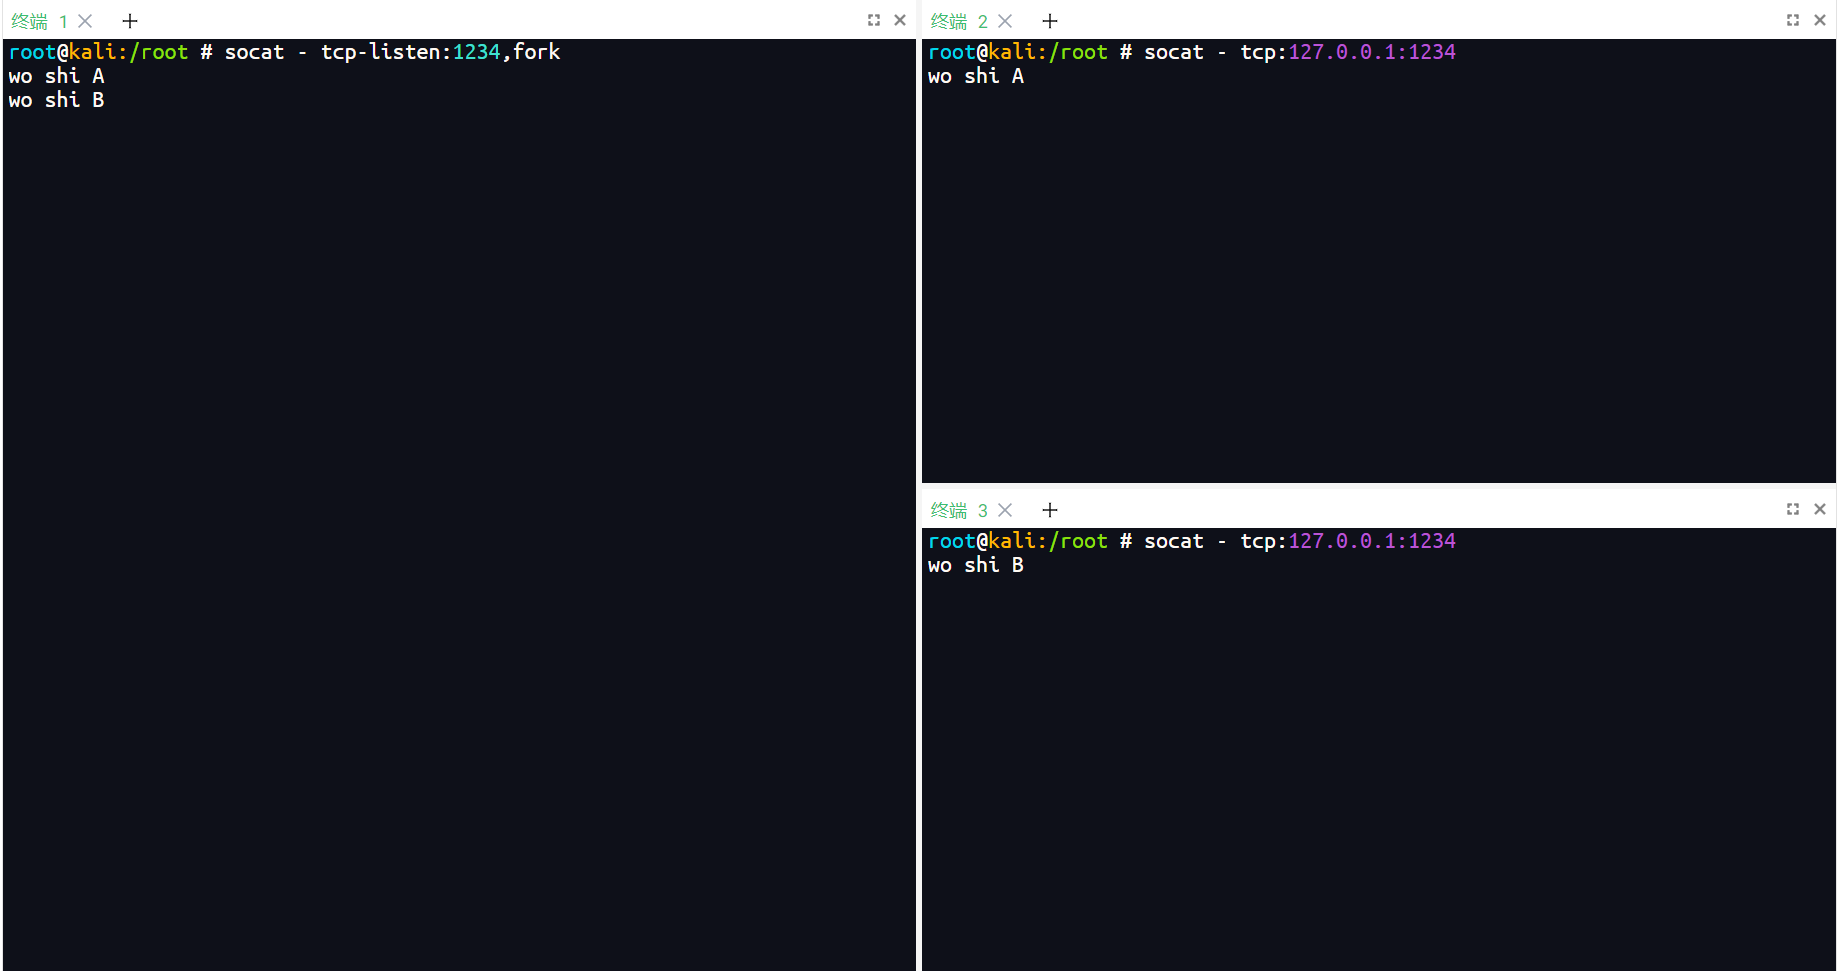 终端 1
root@kali:/root # socat - tcp-listen:1234,fork
wo shi A
wo shi B
终端 2
root@kali:/root # socat - tcp:127.0.0.1:1234
wo shi A
终端 3
root@kali:/root # socat - tcp:127.0.0.1:1234
wo shi B